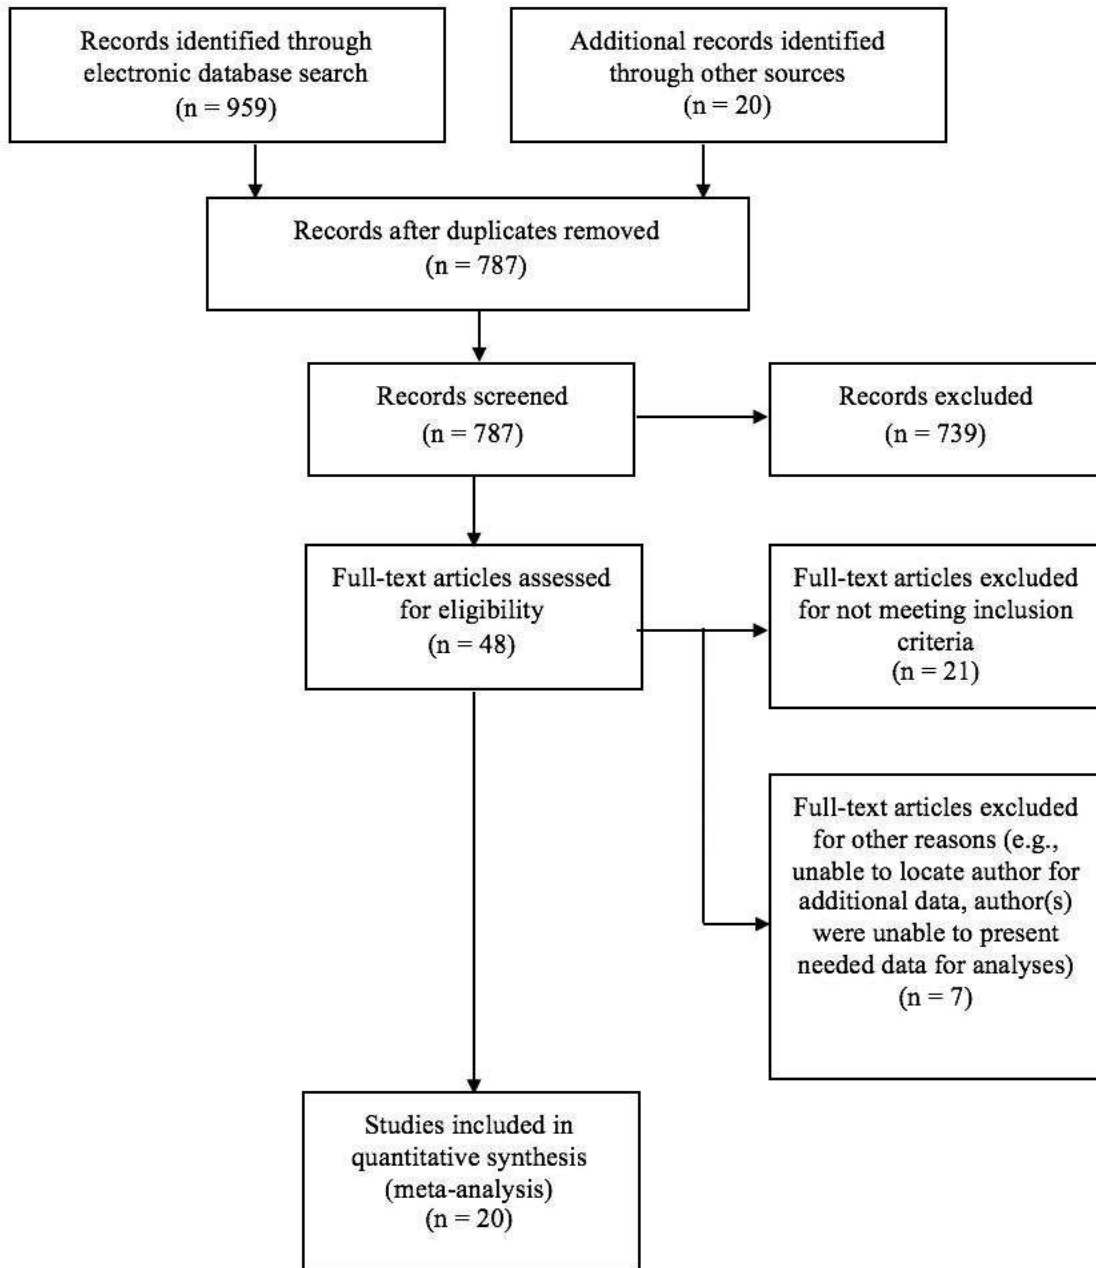 Records identified through
electronic database search
(n = 959)
Additional records identified
through other sources
(n = 20)
Records after duplicates removed
(n = 787)
Records screened
(n = 787)
Records excluded
(n = 739)
Full-text articles assessed
for eligibility
(n = 48)
Full-text articles excluded
for not meeting inclusion
criteria
(n = 21)
Full-text articles excluded
for other reasons (e.g.,
unable to locate author for
additional data, author(s)
were unable to present
needed data for analyses)
(n = 7)
Studies included in
quantitative synthesis
(meta-analysis)
(n = 20)